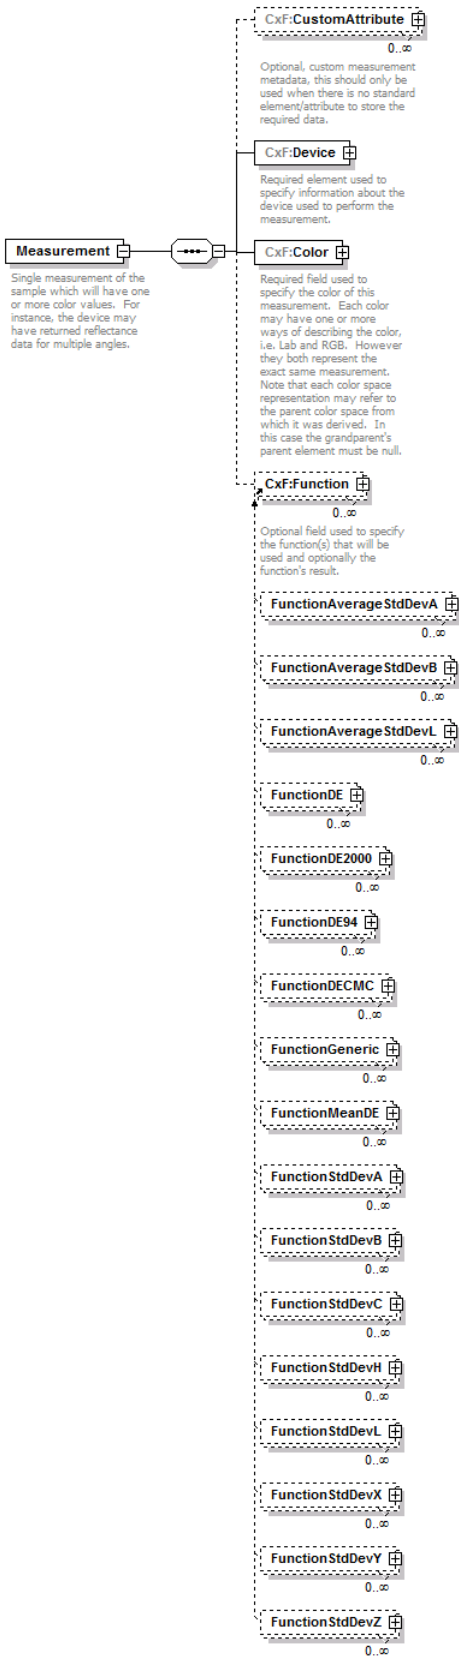 CxF:CustomAttribute
0..∞
Optional, custom measurement
metadata, this should only be
used when there is no standard
element/attribute to store the
required data.
CxF:Device
Required element used to
specify information about the
device used to perform the
measurement.
Measurement
Single measurement of the
sample which will have one
or more color values. For
instance, the device may
have returned reflectance
data for multiple angles.
CxF:Color
Required field used to
specify the color of this
measurement. Each color
may have one or more
ways of describing the color,
i.e. Lab and RGB. However
they both represent the
exact same measurement.
Note that each color space
representation may refer to
the parent color space from
which it was derived. In
this case the grandparent's
parent element must be null.
CxF:Function
0..∞
Optional field used to specify
the function(s) that will be
used and optionally the
function's result.
FunctionAverageStdDevA
0..∞
FunctionAverageStdDevB
0..∞
FunctionAverageStdDevL
0..∞
FunctionDE
0..∞
FunctionDE2000
0..∞
FunctionDE94
0..∞
FunctionDECMC
0..∞
FunctionGeneric
0..∞
FunctionMeanDE
0..∞
FunctionStdDevA
0..∞
FunctionStdDevB
0..∞
FunctionStdDevC
0..∞
FunctionStdDevH
0..∞
FunctionStdDevL
0..∞
FunctionStdDevX
0..∞
FunctionStdDevY
0..∞
FunctionStdDevZ
0..∞